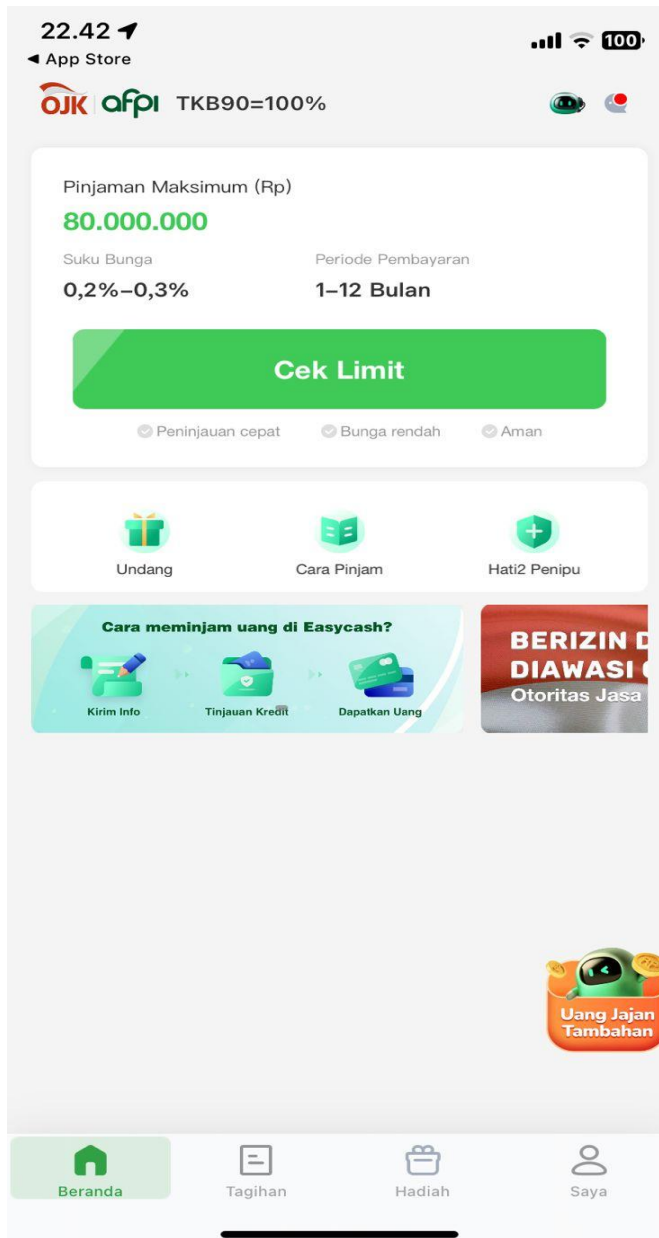 22.42
100
◀ App Store
OJK afpi TKB90=100%
Pinjaman Maksimum (Rp)
80.000.000
Suku Bunga
Periode Pembayaran
0,2%–0,3%
1–12 Bulan
Cek Limit
Peninjauan cepat
Bunga rendah
Aman
Undang
Cara Pinjam
Hati2 Penipu
Cara meminjam uang di Easycash?
Kirim Info
Tinjauan Kredit
Dapatkan Uang
BERIZIN D
DIAWASI
Otoritas Jasa
Uang Jajan
Tambahan
Beranda
Tagihan
Hadiah
Saya